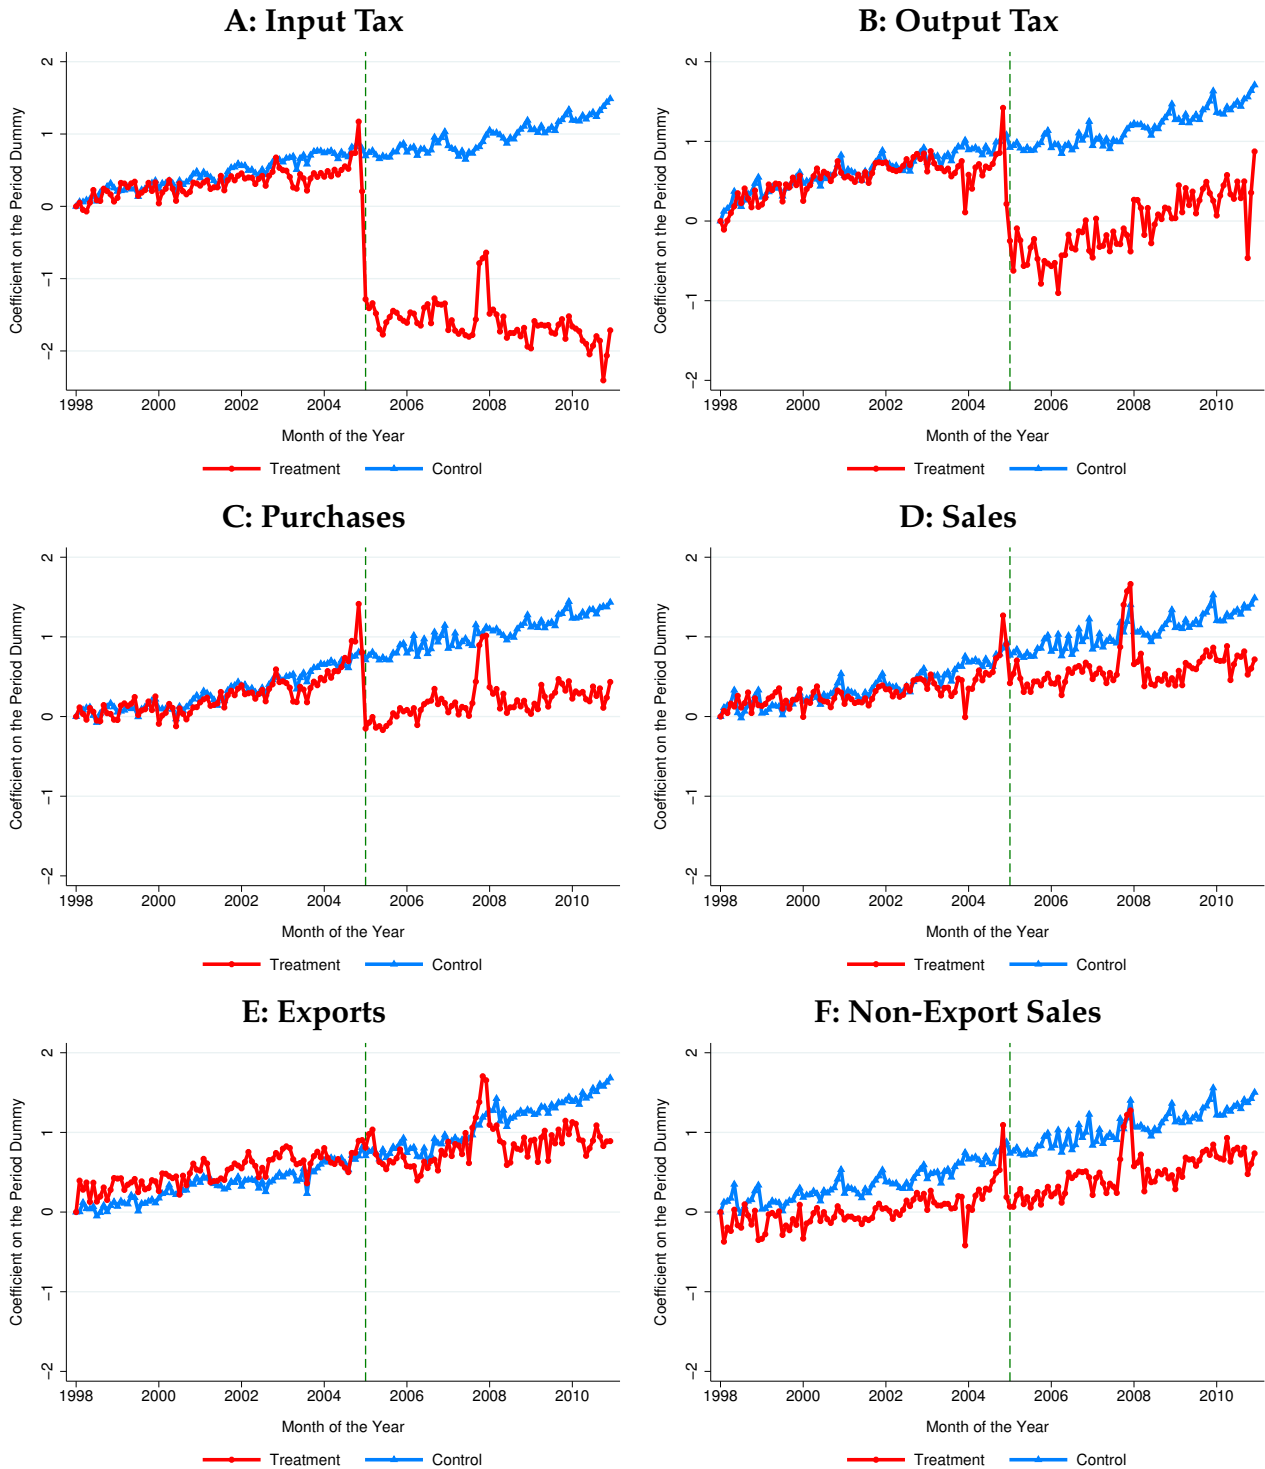 A: Input Tax
Coefficient on the Period Dummy
2
1
0
−1
−2
1998 2000 2002 2004 2006 2008 2010
Month of the Year
Treatment Control
B: Output Tax
Coefficient on the Period Dummy
2
1
0
−1
−2
1998 2000 2002 2004 2006 2008 2010
Month of the Year
Treatment Control
C: Purchases
Coefficient on the Period Dummy
2
1
0
−1
−2
1998 2000 2002 2004 2006 2008 2010
Month of the Year
Treatment Control
D: Sales
Coefficient on the Period Dummy
2
1
0
−1
−2
1998 2000 2002 2004 2006 2008 2010
Month of the Year
Treatment Control
E: Exports
Coefficient on the Period Dummy
2
1
0
−1
−2
1998 2000 2002 2004 2006 2008 2010
Month of the Year
Treatment Control
F: Non-Export Sales
Coefficient on the Period Dummy
2
1
0
−1
−2
1998 2000 2002 2004 2006 2008 2010
Month of the Year
Treatment Control